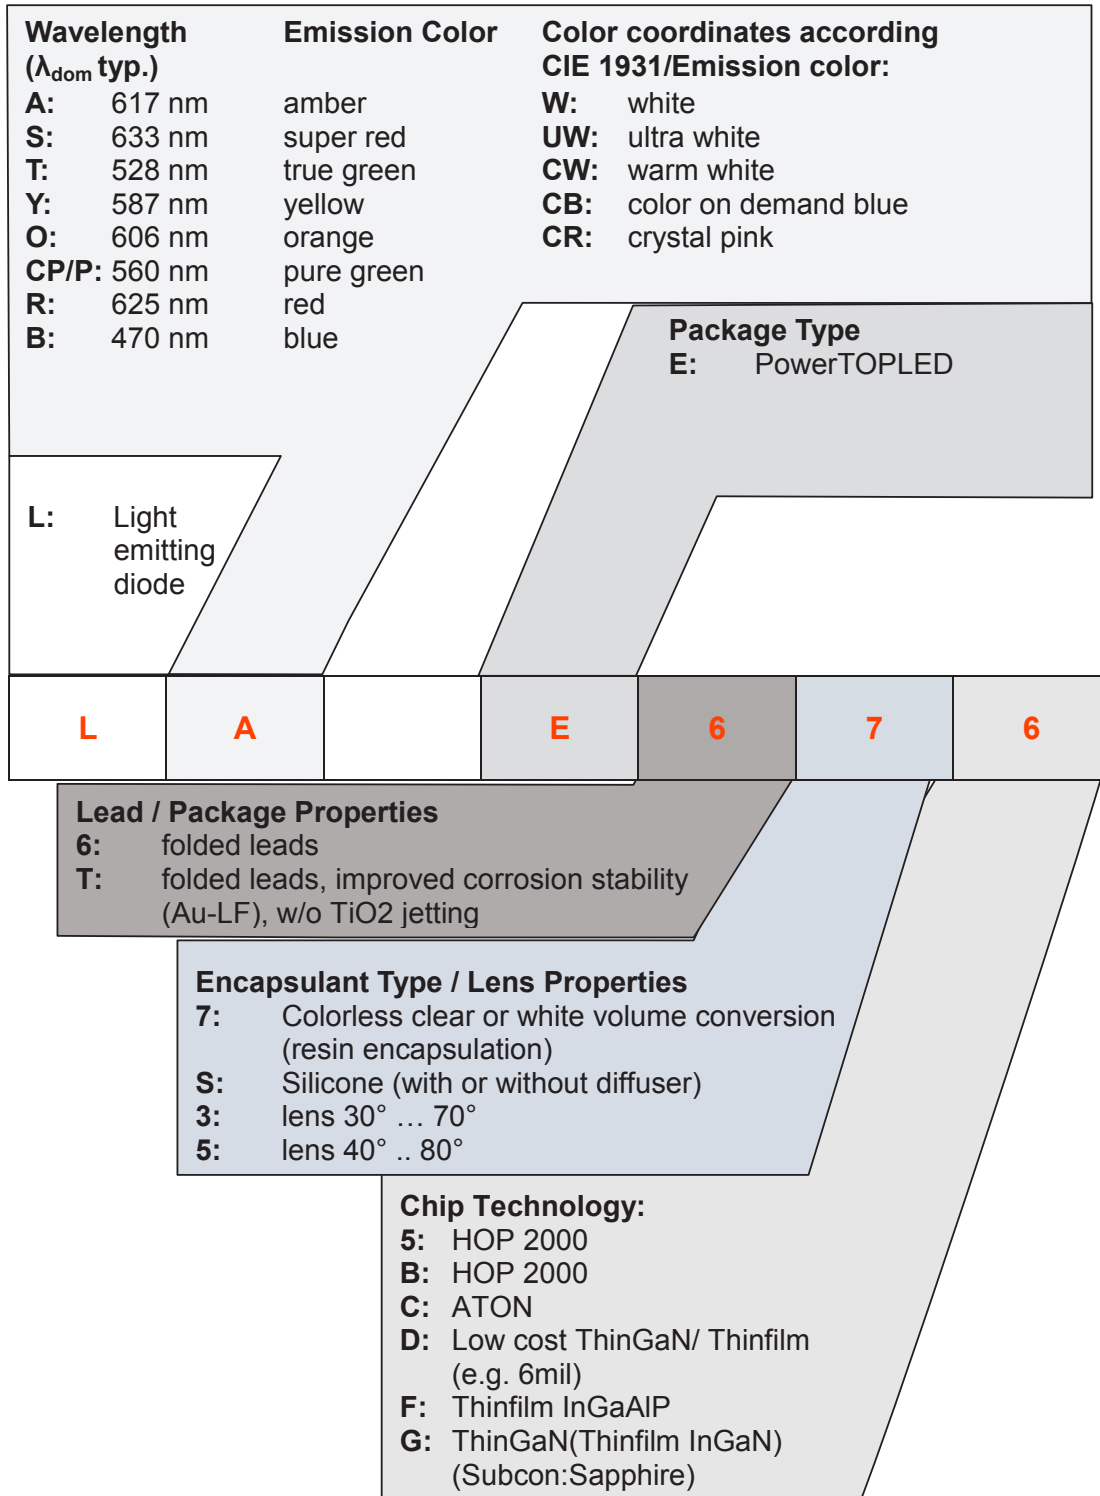 Wavelength Emission Color
(λdom typ.)
A: 617 nm amber
S: 633 nm super red
T: 528 nm true green
Y: 587 nm yellow
O: 606 nm orange
CP/P: 560 nm pure green
R: 625 nm red
B: 470 nm blue
Color coordinates according
CIE 1931/Emission color:
W: white
UW: ultra white
CW: warm white
CB: color on demand blue
CR: crystal pink
Package Type
E: PowerTOPLED
L: Light
emitting
diode
L A E 6 7 6
Lead / Package Properties
6: folded leads
T: folded leads, improved corrosion stability
(Au-LF), w/o TiO2 jetting
Encapsulant Type / Lens Properties
7: Colorless clear or white volume conversion
(resin encapsulation)
S: Silicone (with or without diffuser)
3: lens 30° … 70°
5: lens 40° .. 80°
Chip Technology:
5: HOP 2000
B: HOP 2000
C: ATON
D: Low cost ThinGaN/ Thinfilm
(e.g. 6mil)
F: Thinfilm InGaAlP
G: ThinGaN(Thinfilm InGaN)
(Subcon:Sapphire)